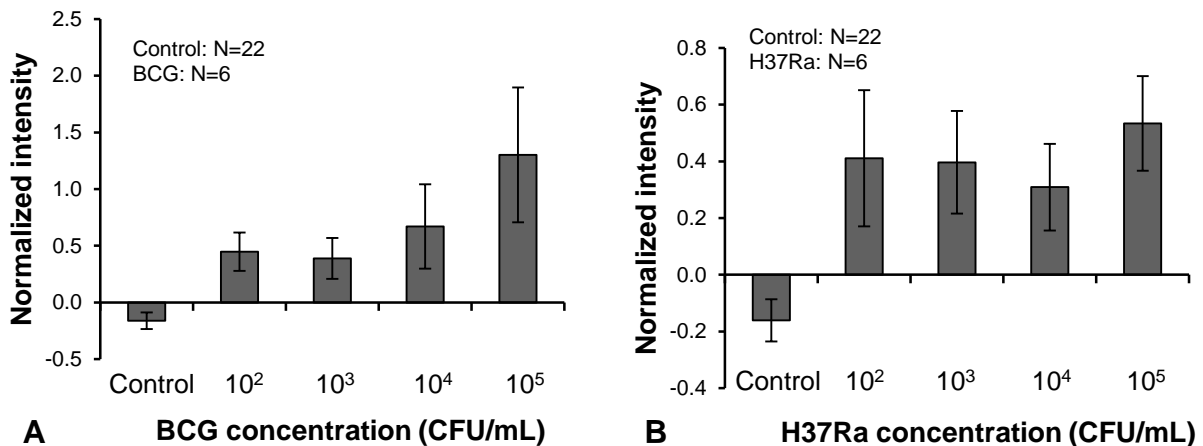 2.5
2.0
1.5
1.0
0.5
0.0
-0.5
Normalized intensity
Control: N=22
BCG: N=6
Control 10² 10³ 10⁴ 10⁵
A BCG concentration (CFU/mL)
0.8
0.6
0.4
0.2
0.0
-0.2
-0.4
Normalized intensity
Control: N=22
H37Ra: N=6
Control 10² 10³ 10⁴ 10⁵
B H37Ra concentration (CFU/mL)